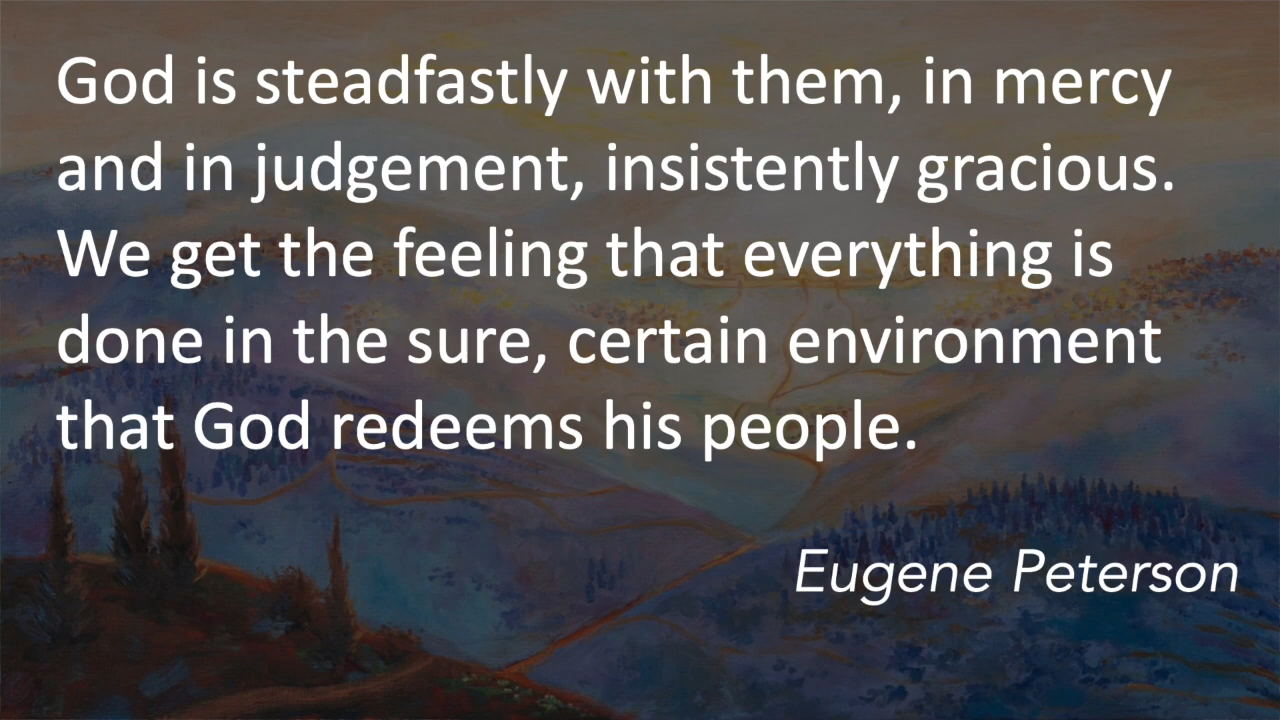 God is steadfastly with them, in mercy
and in judgement, insistently gracious.
We get the feeling that everything is
done in the sure, certain environment
that God redeems his people.
Eugene Peterson